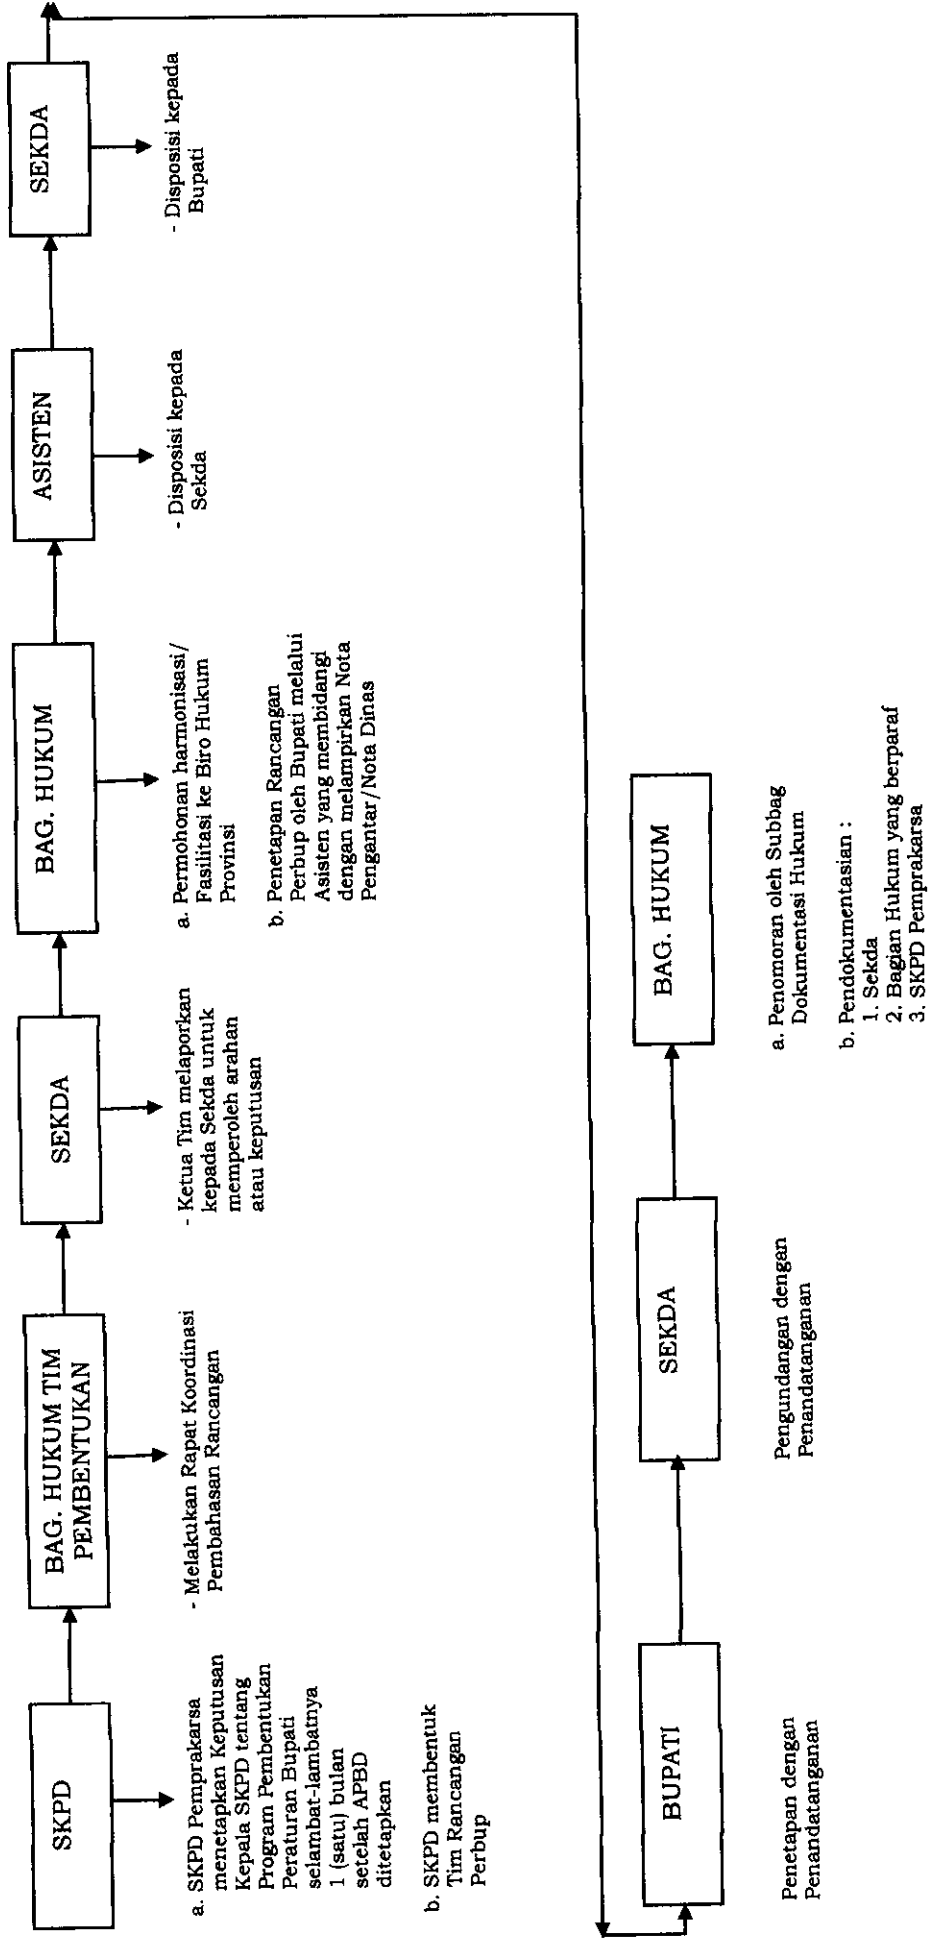 SKPD
a. SKPD Pemprakarsa
menetapkan Keputusan
Kepala SKPD tentang
Program Pembentukan
Peraturan Bupati
selambat-lambatnya
1 (satu) bulan
setelah APBD
ditetapkan
b. SKPD membentuk
Tim Rancangan
Perbup
BAG. HUKUM TIM
PEMBENTUKAN
- Melakukan Rapat Koordinasi
Pembahasan Rancangan
SEKDA
- Ketua Tim melaporkan
kepada Sekda untuk
memperoleh arahan
atau keputusan
BAG. HUKUM
a. Permohonan harmonisasi/
Fasilitasi ke Biro Hukum
Provinsi
b. Penetapan Rancangan
Perbup oleh Bupati melalui
Asisten yang membidangi
dengan melampirkan Nota
Pengantar/Nota Dinas
ASISTEN
- Disposisi kepada
Sekda
SEKDA
- Disposisi kepada
Bupati
BUPATI
Penetapan dengan
Penandatanganan
SEKDA
Pengundangan dengan
Penandatanganan
BAG. HUKUM
a. Penomoran oleh Subbag
Dokumentasi Hukum
b. Pendokumentasian :
1. Sekda
2. Bagian Hukum yang berparaf
3. SKPD Pemprakarsa